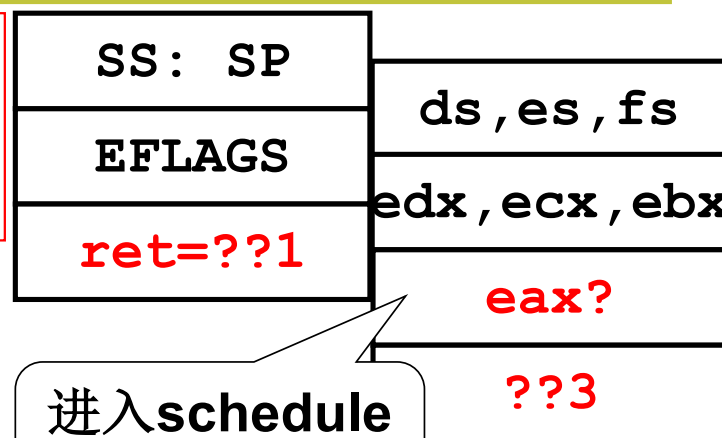 SS: SP
EFLAGS
ret=??1
ds,es,fs
edx,ecx,ebx
eax?
??3
进入schedule